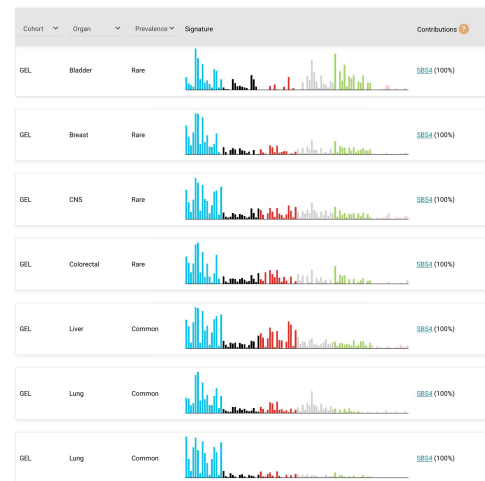 Cohort Organ Prevalence Signature Contributions ?
GEL Bladder Rare SBS4 (100%)
GEL Breast Rare SBS4 (100%)
GEL CNS Rare SBS4 (100%)
GEL Colorectal Rare SBS4 (100%)
GEL Liver Common SBS4 (100%)
GEL Lung Common SBS4 (100%)
GEL Lung Common SBS4 (100%)